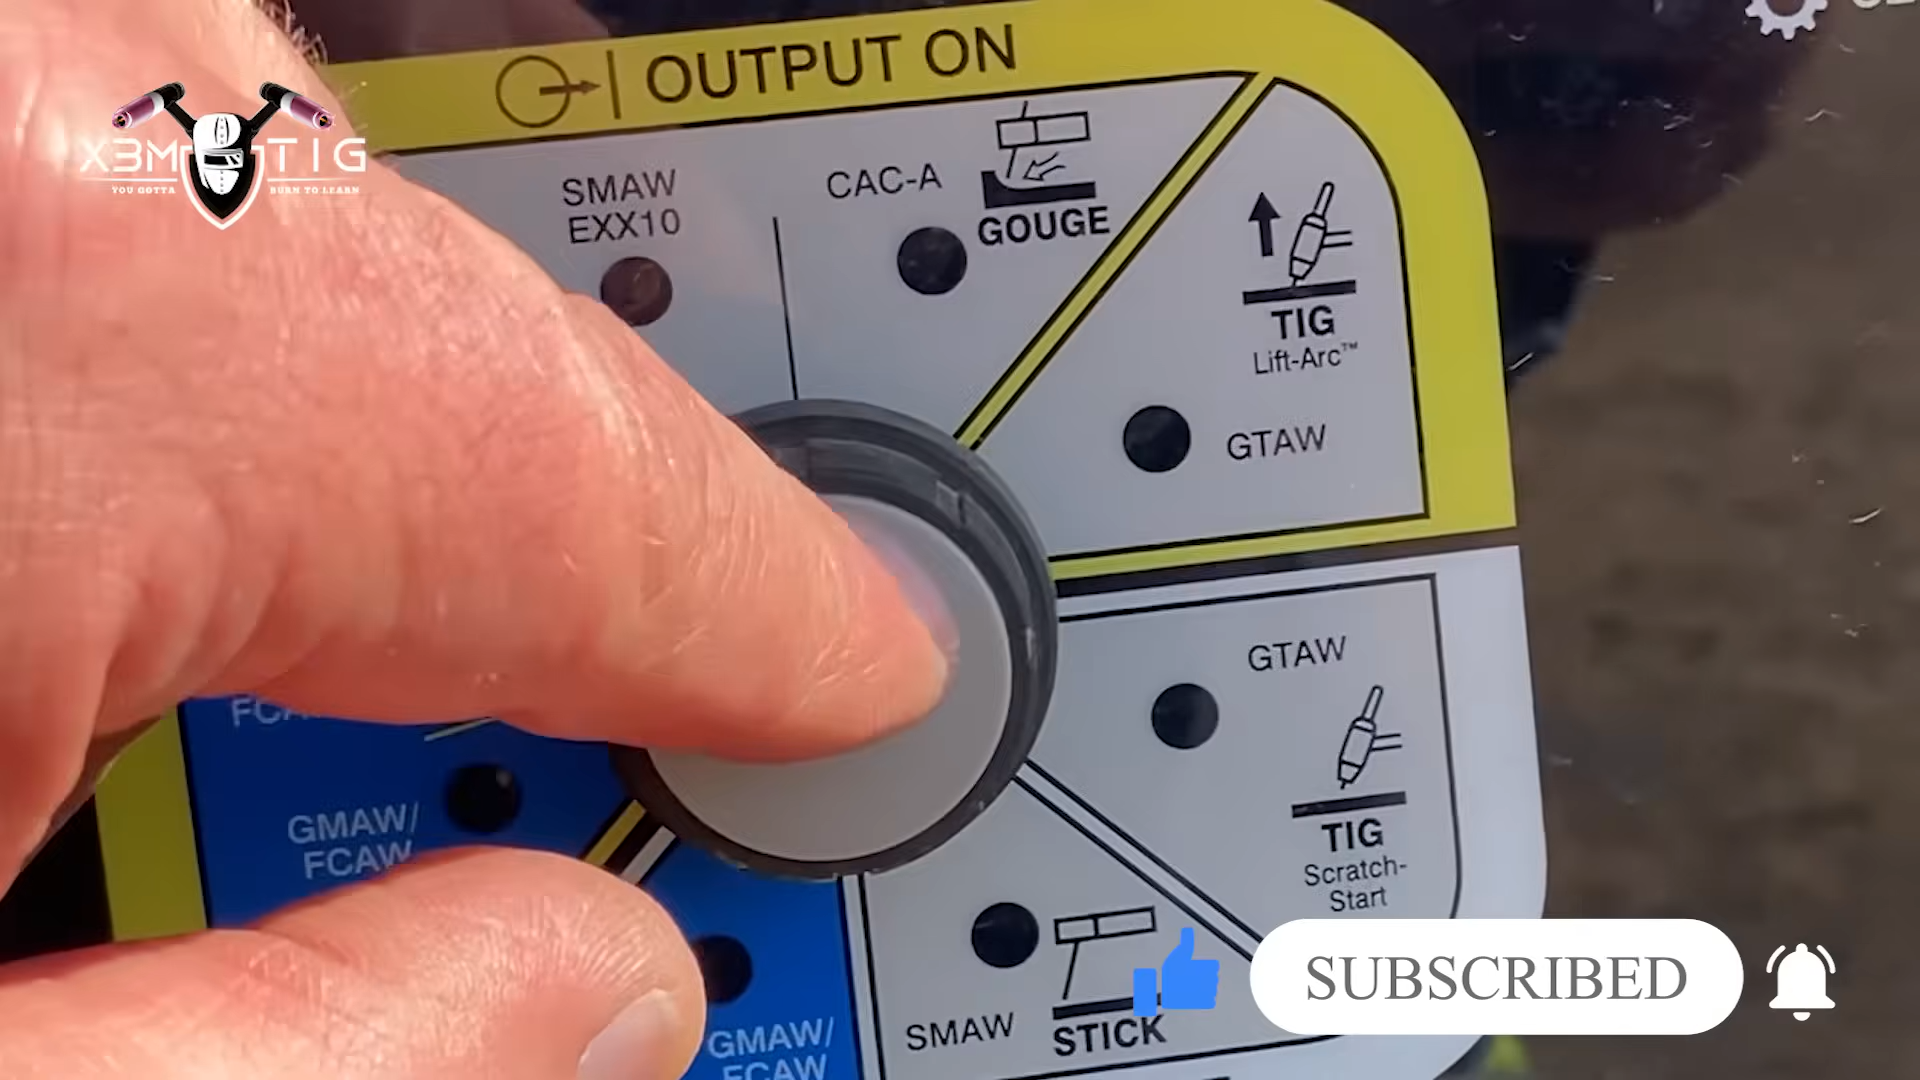 OUTPUT ON
X3M TIG
YOU GOTTA BURN TO LEARN
SMAW
EXX10
CAC-A
GOUGE
TIG
Lift-Arc™
GTAW
GTAW
TIG
Scratch-
Start
GMAW/
FCAW
SMAW
STICK
GMAW/
FCAW
SUBSCRIBED